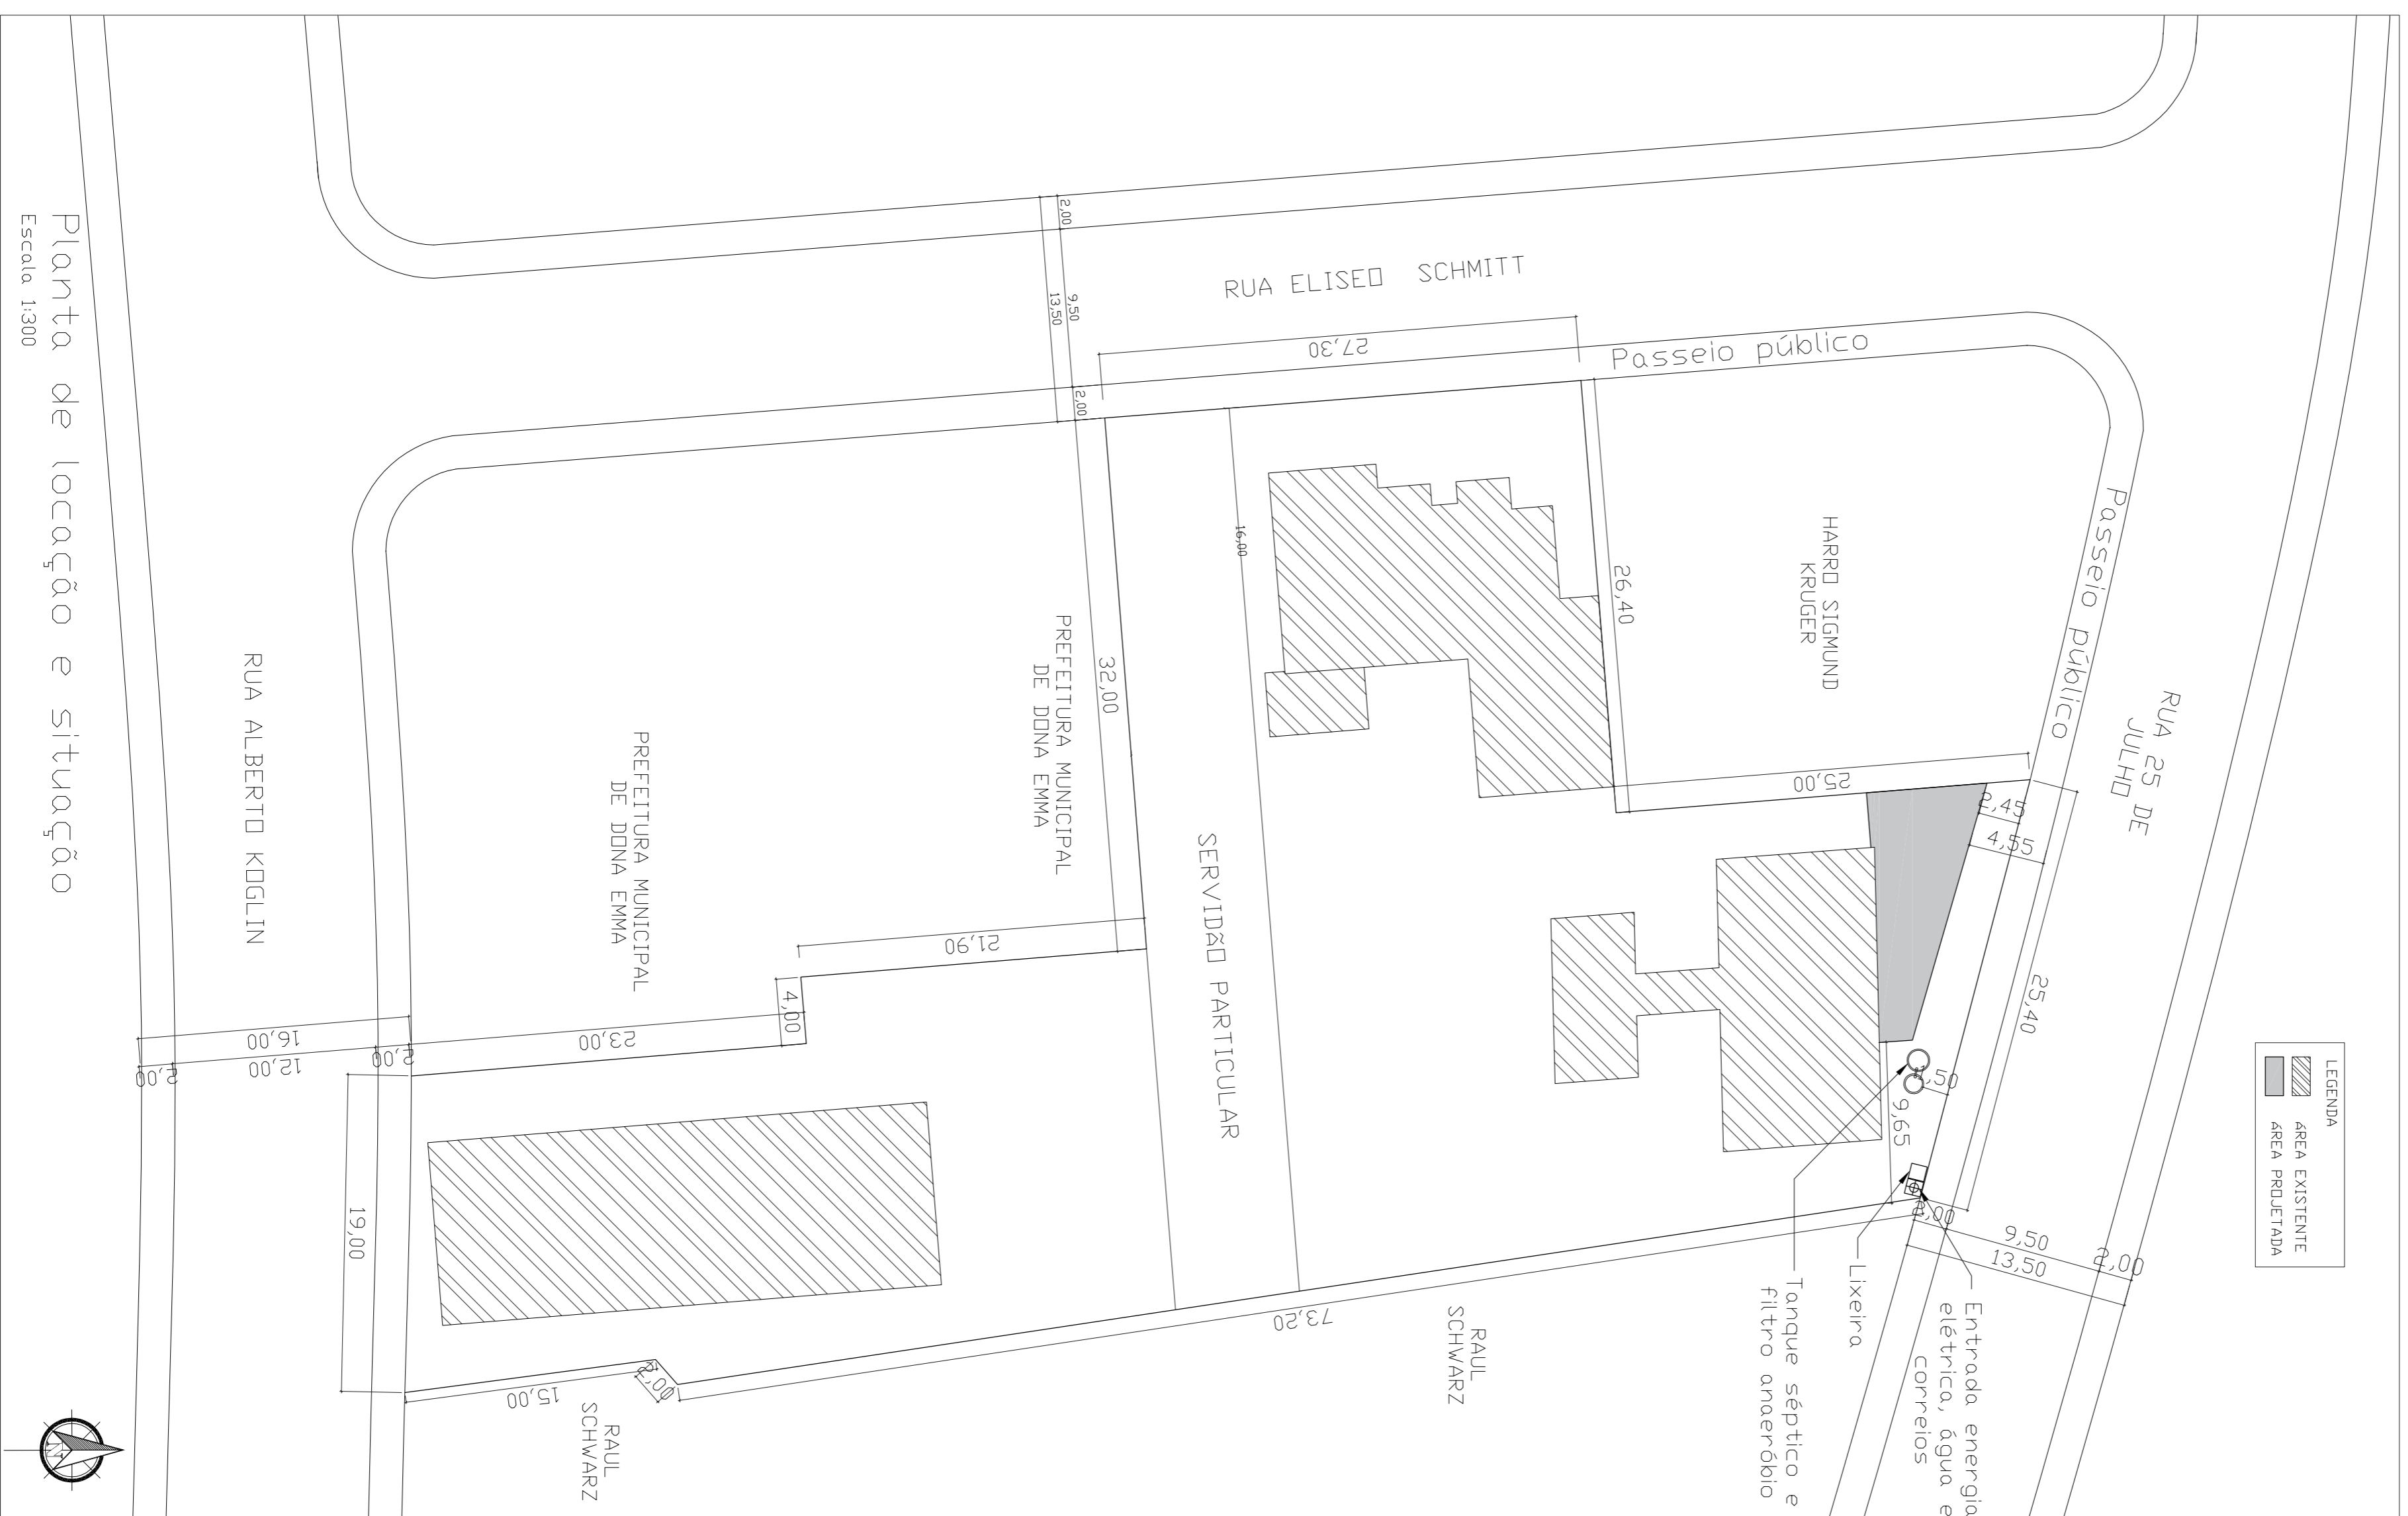 Planta de locação e situação
Escala 1:300
RUA ELISEO SCHMITT
Passeio público
Passeio público
RUA 25 DE
JULHO
RUA ALBERTO KOGLIN
HARRO SIGMUND
KRUGER
PREFEITURA MUNICIPAL
DE DONA EMMA
PREFEITURA MUNICIPAL
DE DONA EMMA
SERVIDÃO PARTICULAR
RAUL
SCHWARZ
RAUL
SCHWARZ
Entrada energia
elétrica, água e
correios
Lixeira
Tanque séptico e
filtro anaeróbio
LEGENDA
ÁREA EXISTENTE
ÁREA PROJETADA
2,00
9,50
13,50
2,00
27,30
16,00
26,40
32,00
25,00
2,45
4,55
25,40
9,65
2,00
9,50
13,50
2,00
21,90
4,00
23,00
2,00
16,00
12,00
2,00
19,00
15,00
2,00
73,20
N